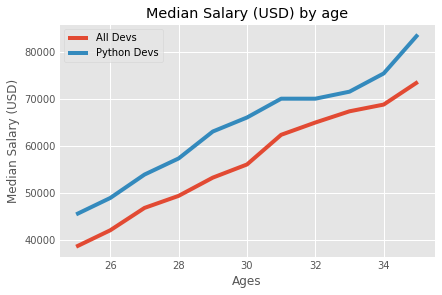 Median Salary (USD) by age
All Devs
Python Devs
Median Salary (USD)
80000
70000
60000
50000
40000
26 28 30 32 34
Ages